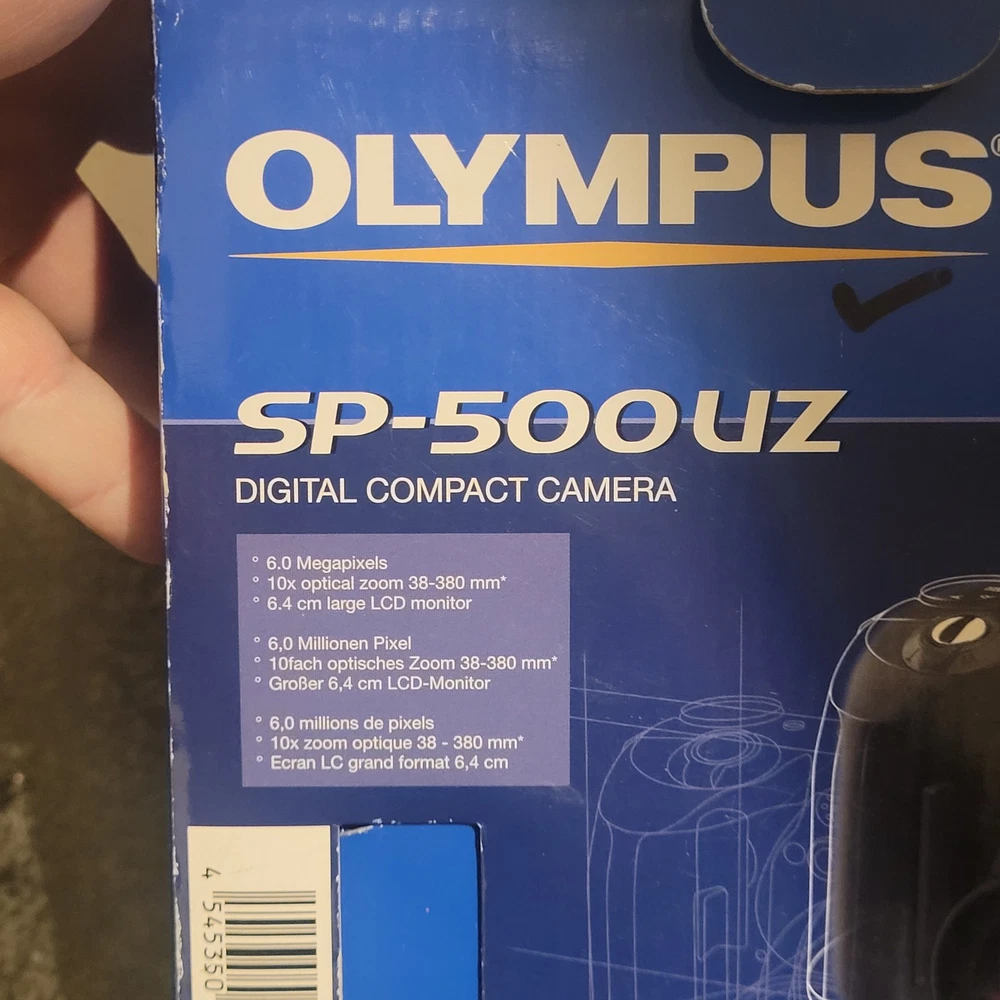 OLYMPUS®
SP-500UZ
DIGITAL COMPACT CAMERA
° 6.0 Megapixels
° 10x optical zoom 38-380 mm*
° 6.4 cm large LCD monitor
° 6,0 Millionen Pixel
° 10fach optisches Zoom 38-380 mm*
° Großer 6,4 cm LCD-Monitor
° 6,0 millions de pixels
° 10x zoom optique 38 - 380 mm*
° Ecran LC grand format 6,4 cm
4 545350